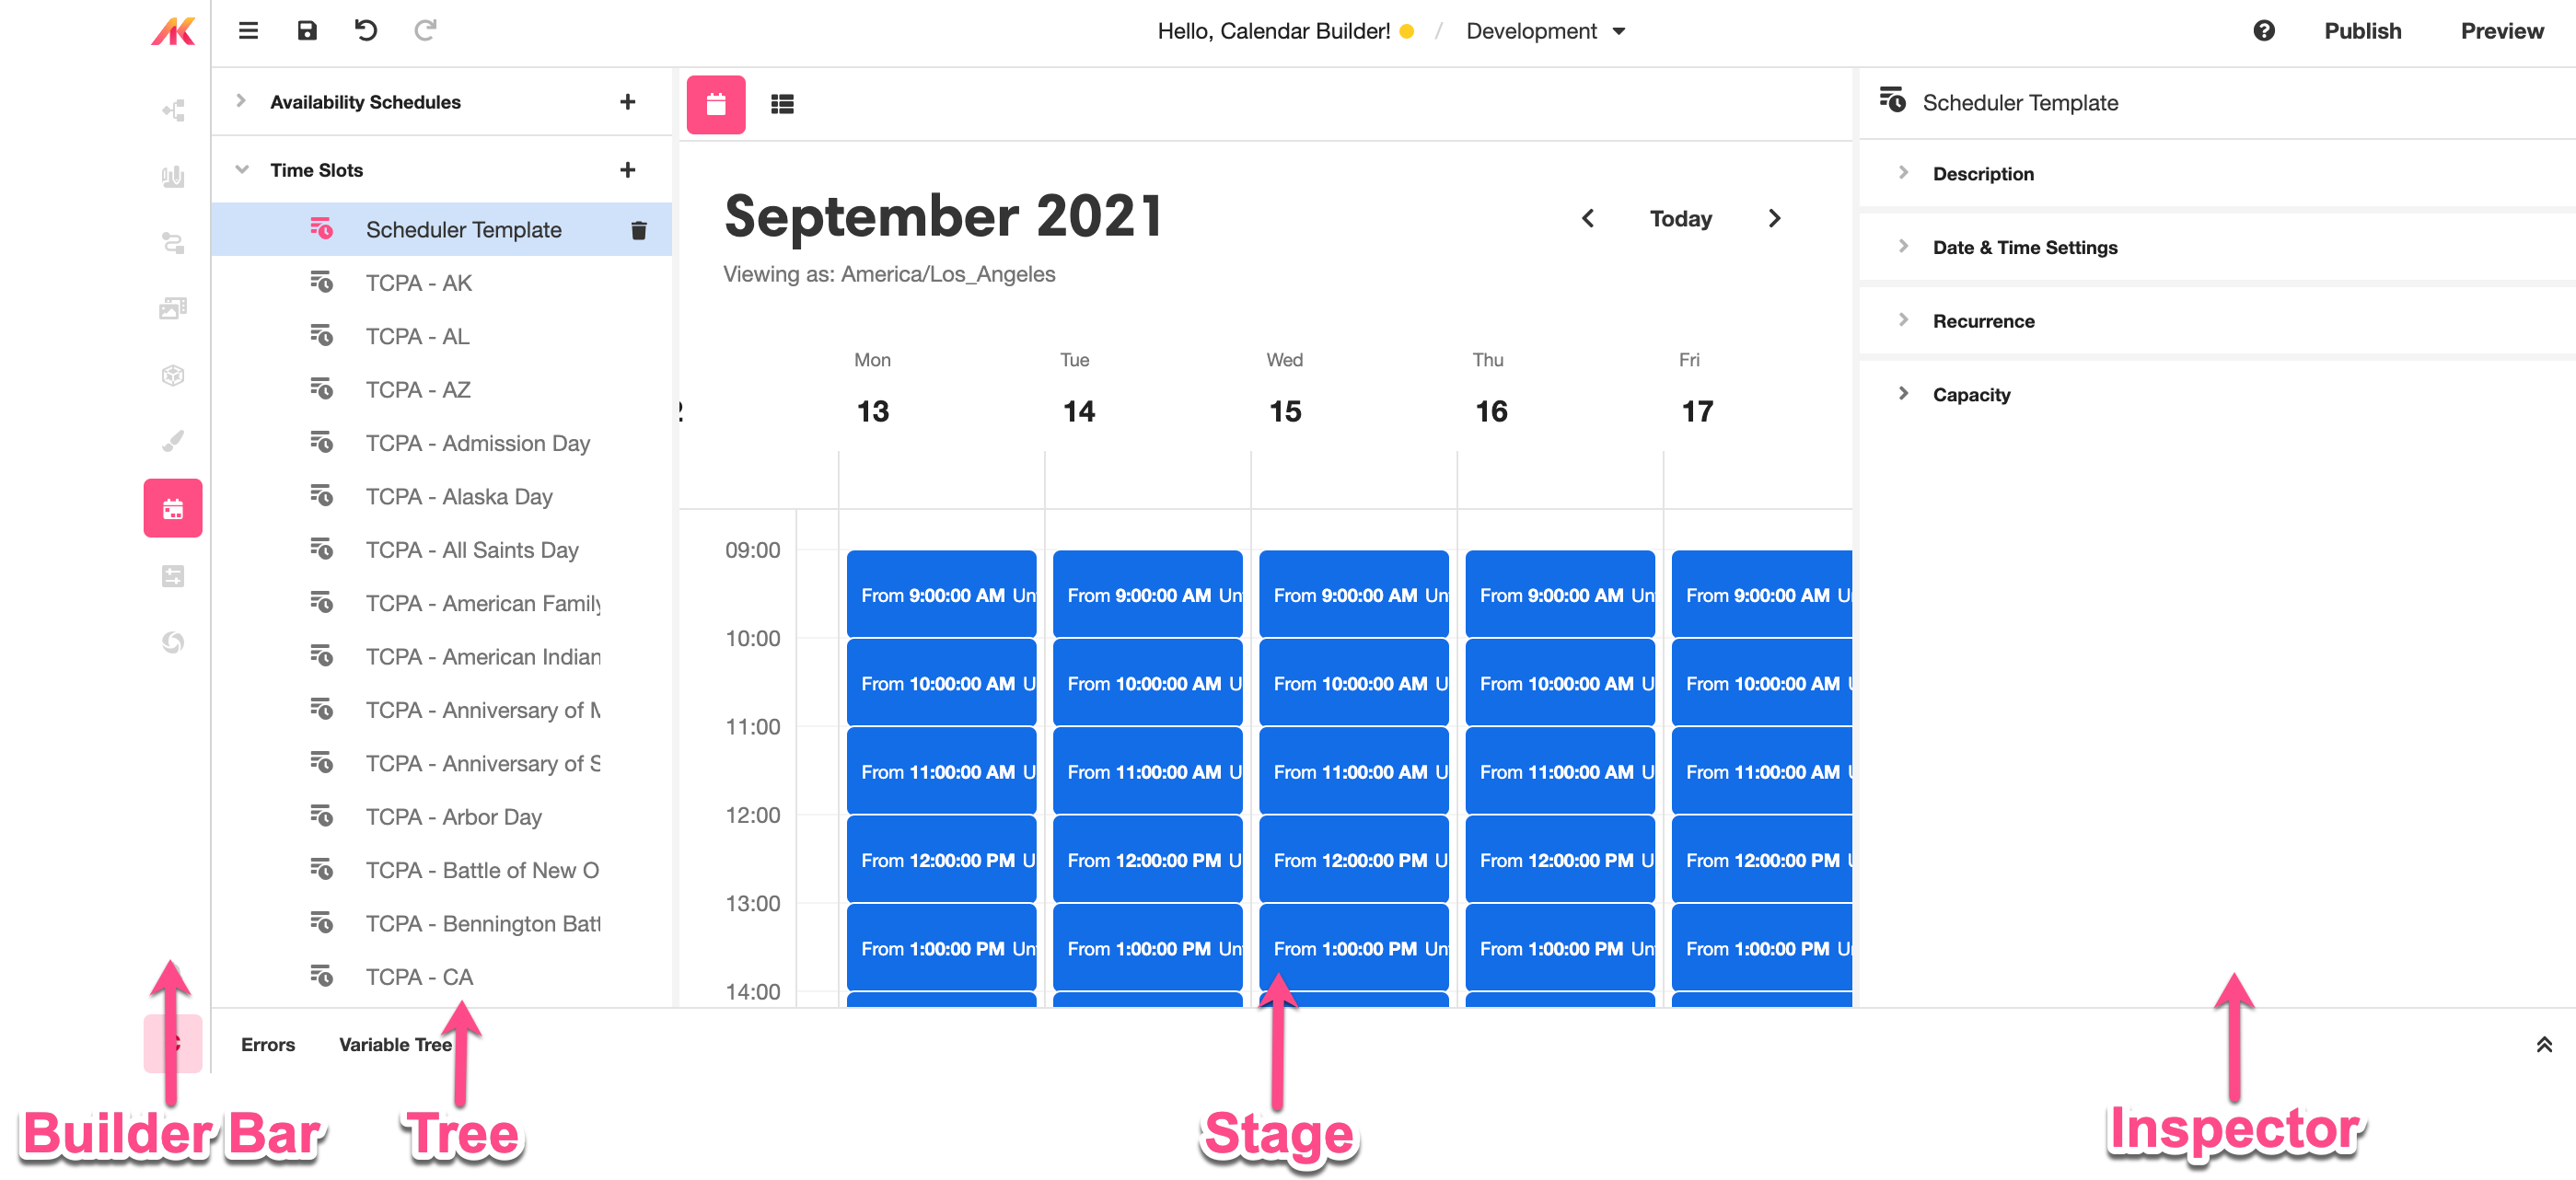 Hello, Calendar Builder! / Development
Publish
Preview
Availability Schedules
Time Slots
Scheduler Template
TCPA - AK
TCPA - AL
TCPA - AZ
TCPA - Admission Day
TCPA - Alaska Day
TCPA - All Saints Day
TCPA - American Family
TCPA - American Indian
TCPA - Anniversary of
TCPA - Anniversary of S
TCPA - Arbor Day
TCPA - Battle of New O
TCPA - Bennington Batt
TCPA - CA
September 2021
Today
Viewing as: America/Los_Angeles
Mon Tue Wed Thu Fri
13 14 15 16 17
09:00
From 9:00:00 AM Un From 9:00:00 AM Un From 9:00:00 AM Un From 9:00:00 AM Un From 9:00:00 AM U
10:00
From 10:00:00 AM U From 10:00:00 AM U From 10:00:00 AM U From 10:00:00 AM U From 10:00:00 AM
11:00
From 11:00:00 AM U From 11:00:00 AM U From 11:00:00 AM U From 11:00:00 AM U From 11:00:00 AM
12:00
From 12:00:00 PM U From 12:00:00 PM U From 12:00:00 PM U From 12:00:00 PM U From 12:00:00 PM
13:00
From 1:00:00 PM Un From 1:00:00 PM Un From 1:00:00 PM Un From 1:00:00 PM Un From 1:00:00 PM U
14:00
Scheduler Template
Description
Date & Time Settings
Recurrence
Capacity
Errors
Variable Tree
Builder Bar
Tree
Stage
Inspector